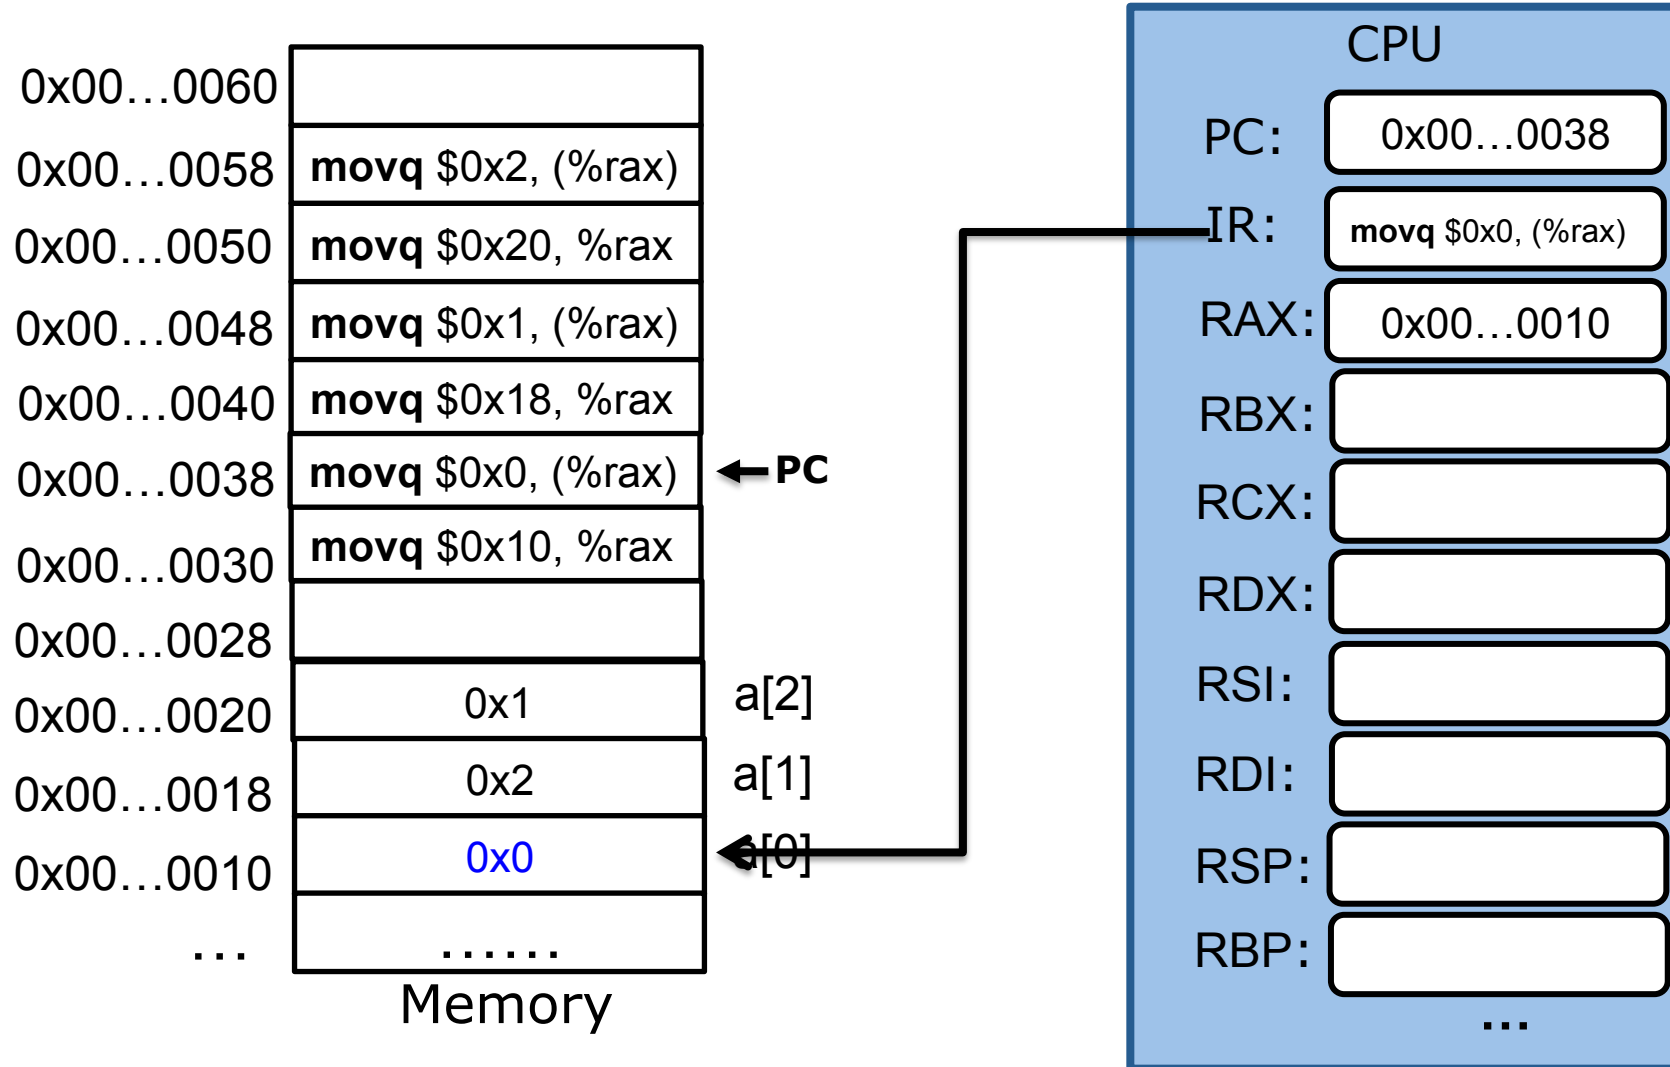 0x00…0060
0x00…0058 movq $0x2, (%rax)
0x00…0050 movq $0x20, %rax
0x00…0048 movq $0x1, (%rax)
0x00…0040 movq $0x18, %rax
0x00…0038 movq $0x0, (%rax) PC
0x00…0030 movq $0x10, %rax
0x00…0028
0x00…0020 0x1 a[2]
0x00…0018 0x2 a[1]
0x00…0010 0x0 a[0]
… ……
Memory
CPU
PC: 0x00…0038
IR: movq $0x0, (%rax)
RAX: 0x00…0010
RBX:
RCX:
RDX:
RSI:
RDI:
RSP:
RBP:
…